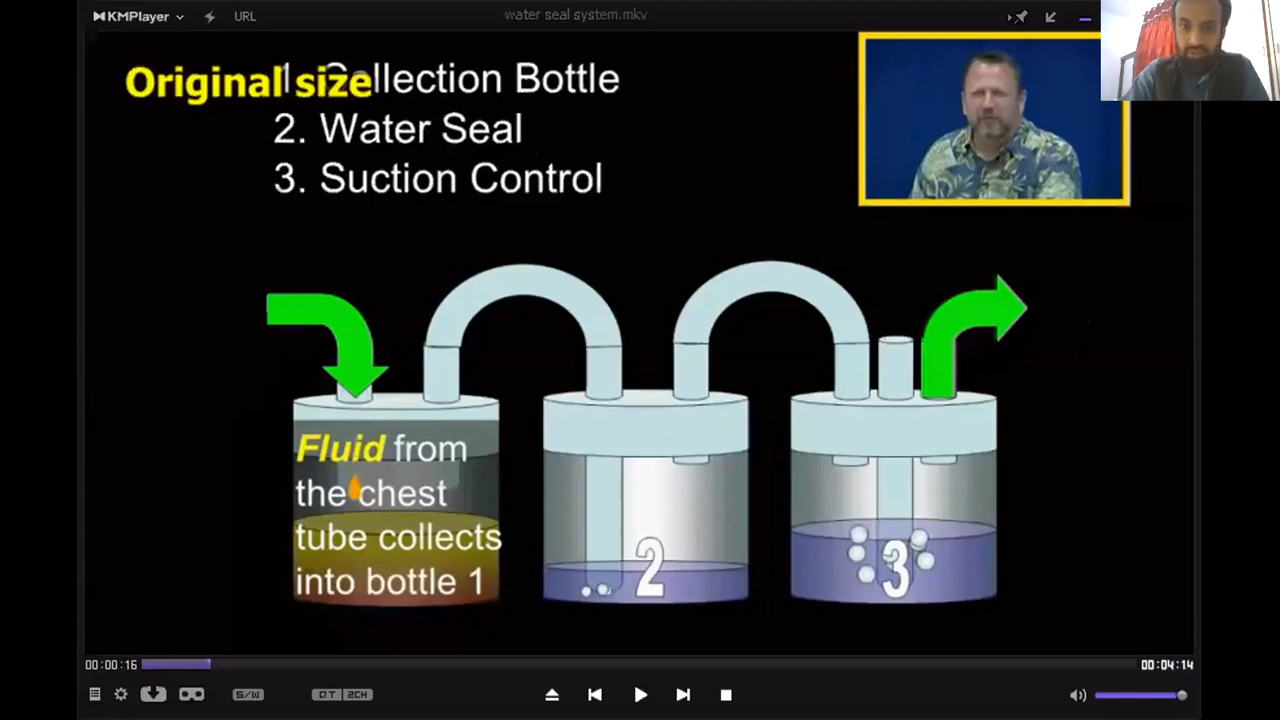 KMPlayer
URL
water seal system.mkv
Original size
Collection Bottle
2. Water Seal
3. Suction Control
Fluid from
the chest
tube collects
into bottle 1
2
3
00:00:16
00:04:14
S/W
2CH